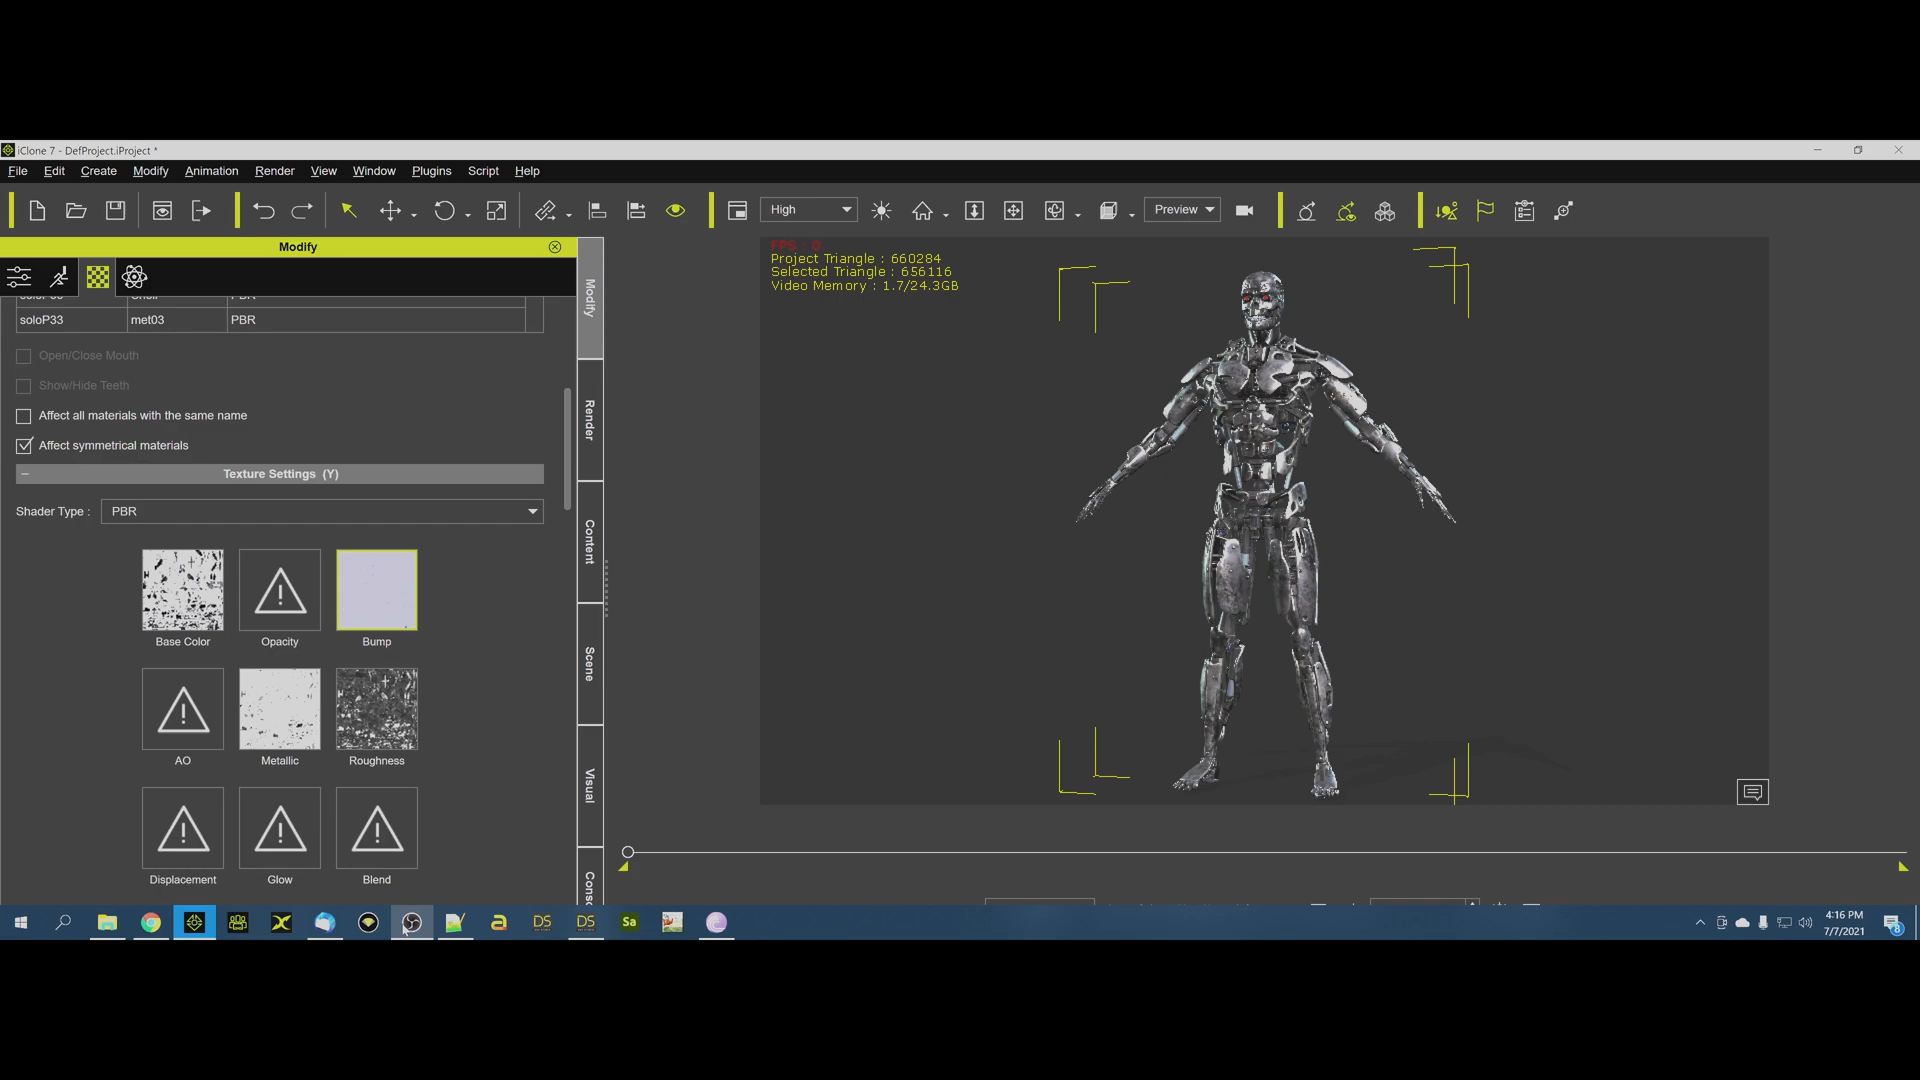 iClone 7 - DefProject.iProject *
File Edit Create Modify Animation Render View Window Plugins Script Help
High
Preview
Modify
FPS : 0
Project Triangle : 660284
Selected Triangle : 656116
Video Memory : 1.7/24.3GB
soloP33 met03 PBR
Open/Close Mouth
Show/Hide Teeth
Affect all materials with the same name
Affect symmetrical materials
Texture Settings (Y)
Shader Type : PBR
Base Color Opacity Bump
AO Metallic Roughness
Displacement Glow Blend
Modify
Render
Content
Scene
Visual
DS
DS
Sa
4:16 PM
7/7/2021
8